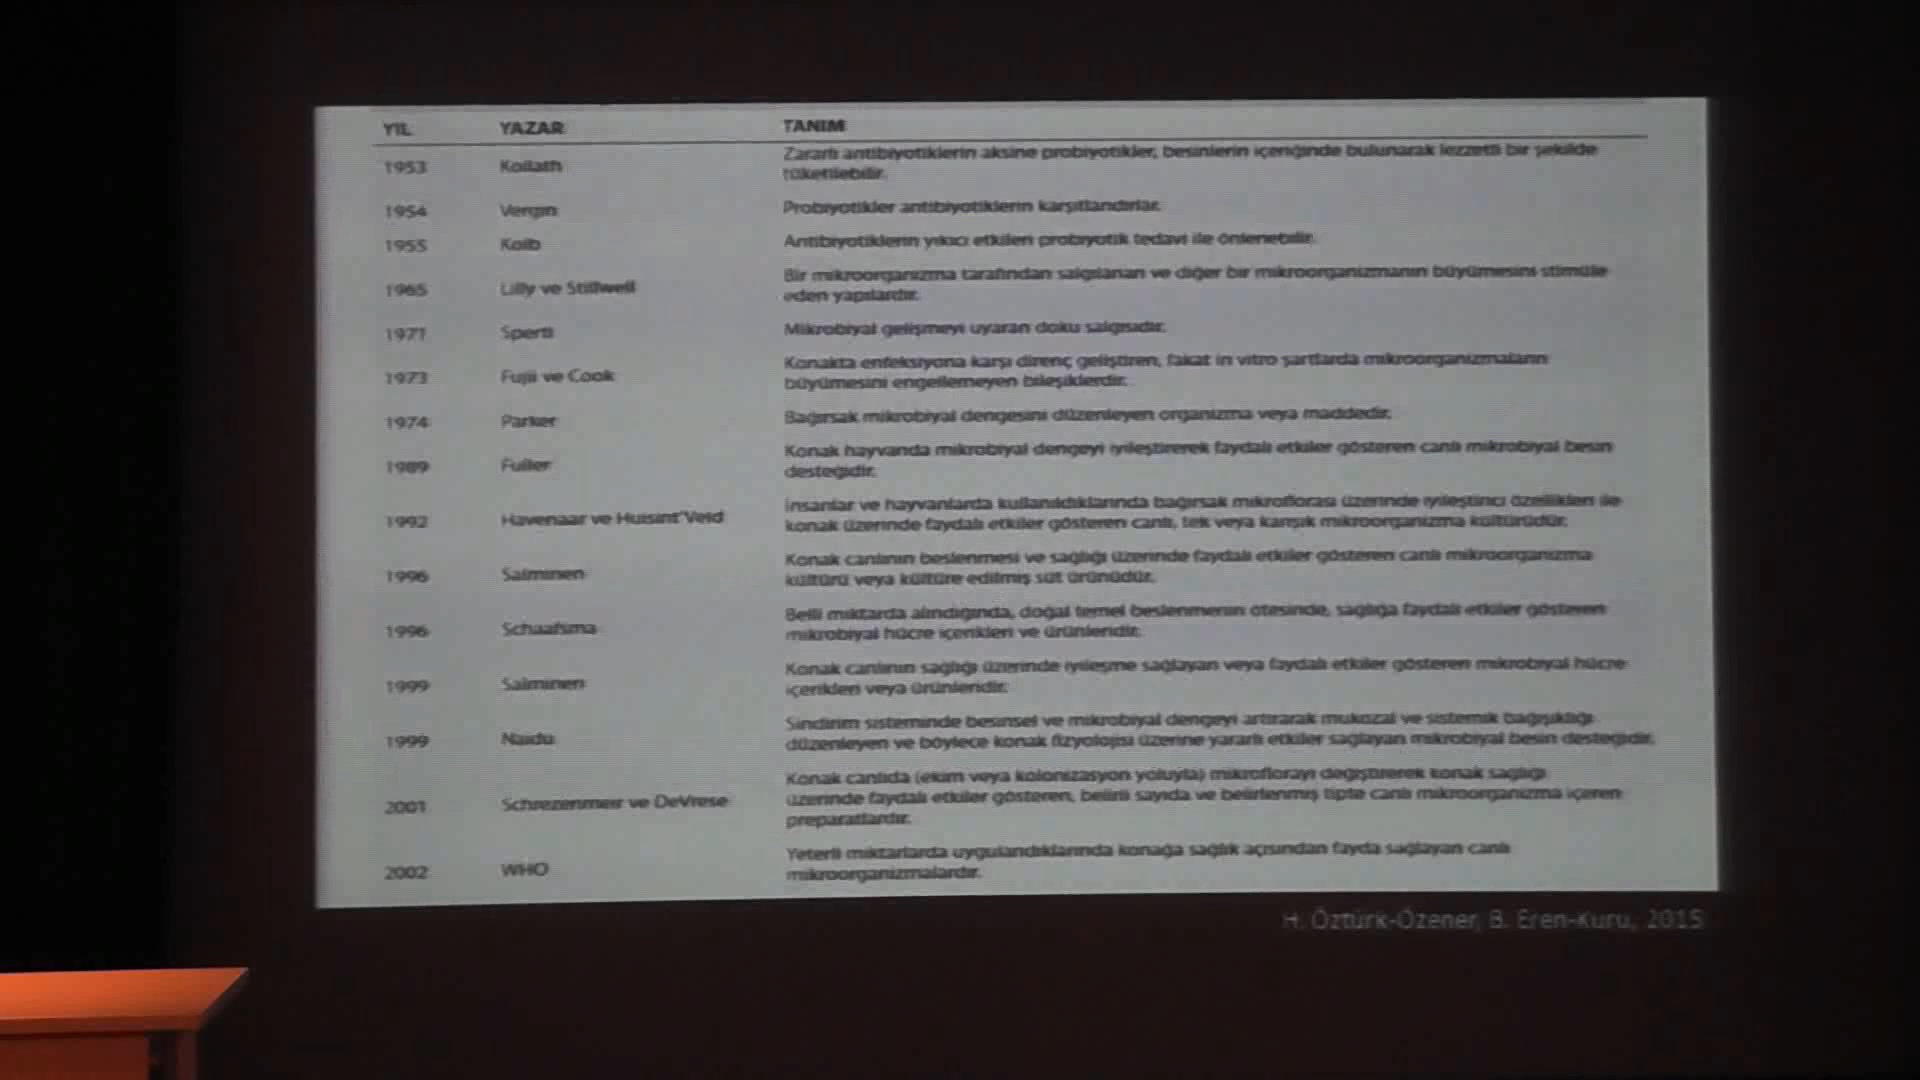 YIL YAZAR TANIM
1953 Kollath Zararlı antibiyotiklerin aksine probiyotikler, besinlerin içeriğinde bulunarak lezzetli bir şekilde
tüketilebilir.
1954 Vergin Probiyotikler antibiyotiklerin karşıtlarıdırlar.
1955 Kolb Antibiyotiklerin yıkıcı etkileri probiyotik tedavi ile önlenebilir.
1965 Lilly ve Stillwell Bir mikroorganizma tarafından salgılanan ve diğer bir mikroorganizmanın büyümesini stimüle
eden yapılardır.
1971 Sperti Mikrobiyal gelişmeyi uyaran doku salgısıdır.
1973 Fujii ve Cook Konakta enfeksiyona karşı direnç geliştiren, fakat in vitro şartlarda mikroorganizmaların
büyümesini engellemeyen bileşiklerdir.
1974 Parker Bağırsak mikrobiyal dengesini düzenleyen organizma veya maddedir.
1989 Fuller Konak hayvanda mikrobiyal dengeyi iyileştirerek faydalı etkiler gösteren canlı mikrobiyal besin
desteğidir.
1992 Havenaar ve Huisint'Veld İnsanlar ve hayvanlarda kullanıldıklarında bağırsak mikroflorası üzerinde iyileştirici özellikleri ile
konak üzerinde faydalı etkiler gösteren canlı, tek veya karışık mikroorganizma kültürüdür.
1996 Salminen Konak canlının beslenmesi ve sağlığı üzerinde faydalı etkiler gösteren canlı mikroorganizma
kültürü veya kültüre edilmiş süt ürünüdür.
1996 Schaafsma Belli miktarda alındığında, doğal temel beslenmenin ötesinde, sağlığa faydalı etkiler gösteren
mikrobiyal hücre içerikleri ve ürünleridir.
1999 Salminen Konak canlının sağlığı üzerinde iyileşme sağlayan veya faydalı etkiler gösteren mikrobiyal hücre
içerikleri veya ürünleridir.
1999 Naidu Sindirim sisteminde besinsel ve mikrobiyal dengeyi artırarak mukozal ve sistemik bağışıklığı
düzenleyen ve böylece konak fizyolojisi üzerine yararlı etkiler sağlayan mikrobiyal besin desteğidir.
2001 Schrezenmeir ve DeVrese Konak canlıda (ekim veya kolonizasyon yoluyla) mikroflorayı değiştirerek konak sağlığı
üzerinde faydalı etkiler gösteren, belirli sayıda ve belirlenmiş tipte canlı mikroorganizma içeren
preparatlardır.
2002 WHO Yeterli miktarlarda uygulandıklarında konağa sağlık açısından fayda sağlayan canlı
mikroorganizmalardır.
H. Öztürk-Özener, B. Eren-Kuru, 2015